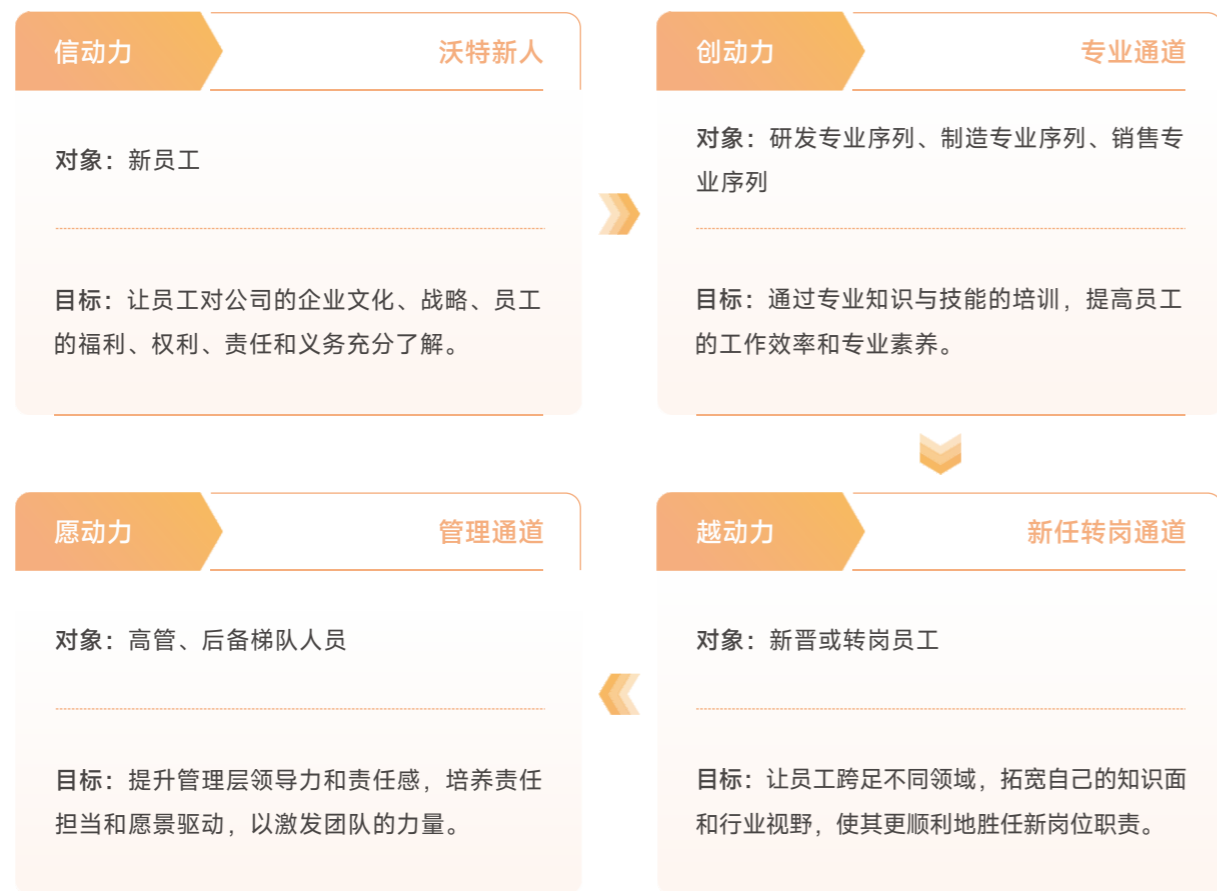 信动力
沃特新人
对象：新员工
目标：让员工对公司的企业文化、战略、员工
的福利、权利、责任和义务充分了解。
创动力
专业通道
对象：研发专业序列、制造专业序列、销售专
业序列
目标：通过专业知识与技能的培训，提高员工
的工作效率和专业素养。
越动力
新任转岗通道
对象：新晋或转岗员工
目标：让员工跨足不同领域，拓宽自己的知识面
和行业视野，使其更顺利地胜任新岗位职责。
愿动力
管理通道
对象：高管、后备梯队人员
目标：提升管理层领导力和责任感，培养责任
担当和愿景驱动，以激发团队的力量。